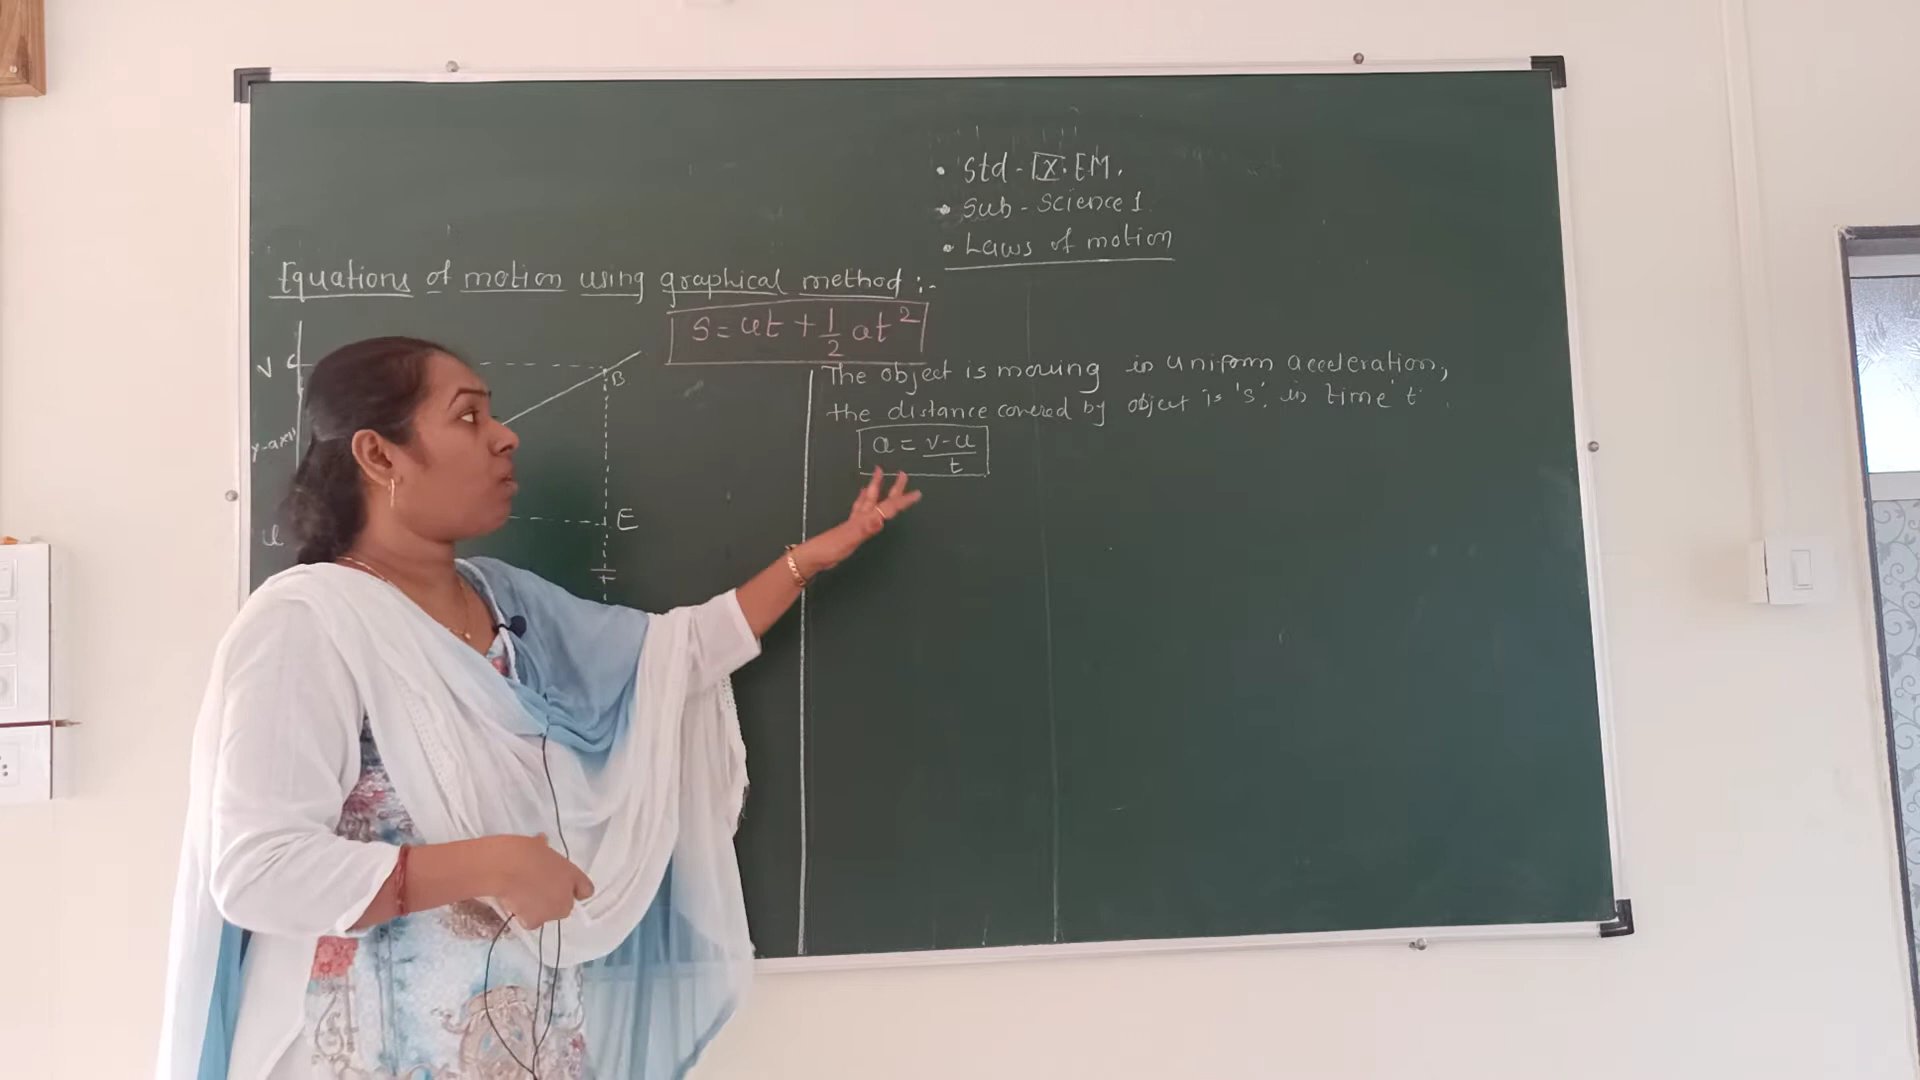 • Std - IX. EM.
• Sub - Science 1.
• Laws of motion
Equations of motion using graphical method :-
S = ut + 1/2 at²
V
B
y-axis
E
u
The object is moving in uniform acceleration,
the distance covered by object is 's'. in time 't'.
a = v-u/t